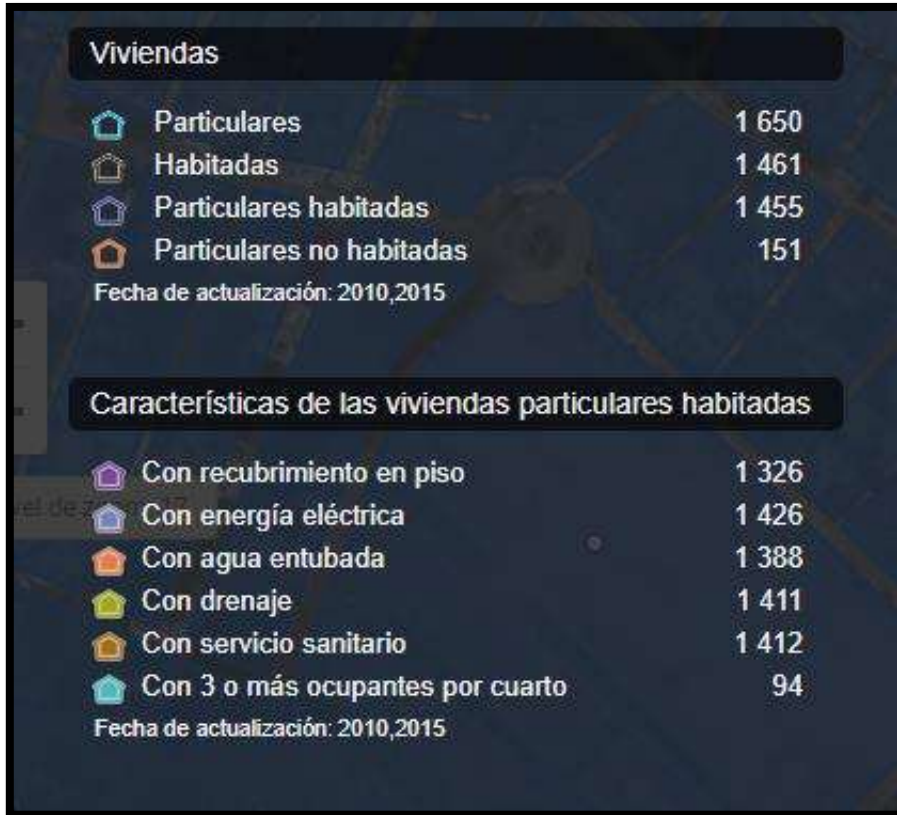 Viviendas
Particulares 1 650
Habitadas 1 461
Particulares habitadas 1 455
Particulares no habitadas 151
Fecha de actualización: 2010,2015
Características de las viviendas particulares habitadas
Con recubrimiento en piso 1 326
Con energía eléctrica 1 426
Con agua entubada 1 388
Con drenaje 1 411
Con servicio sanitario 1 412
Con 3 o más ocupantes por cuarto 94
Fecha de actualización: 2010,2015